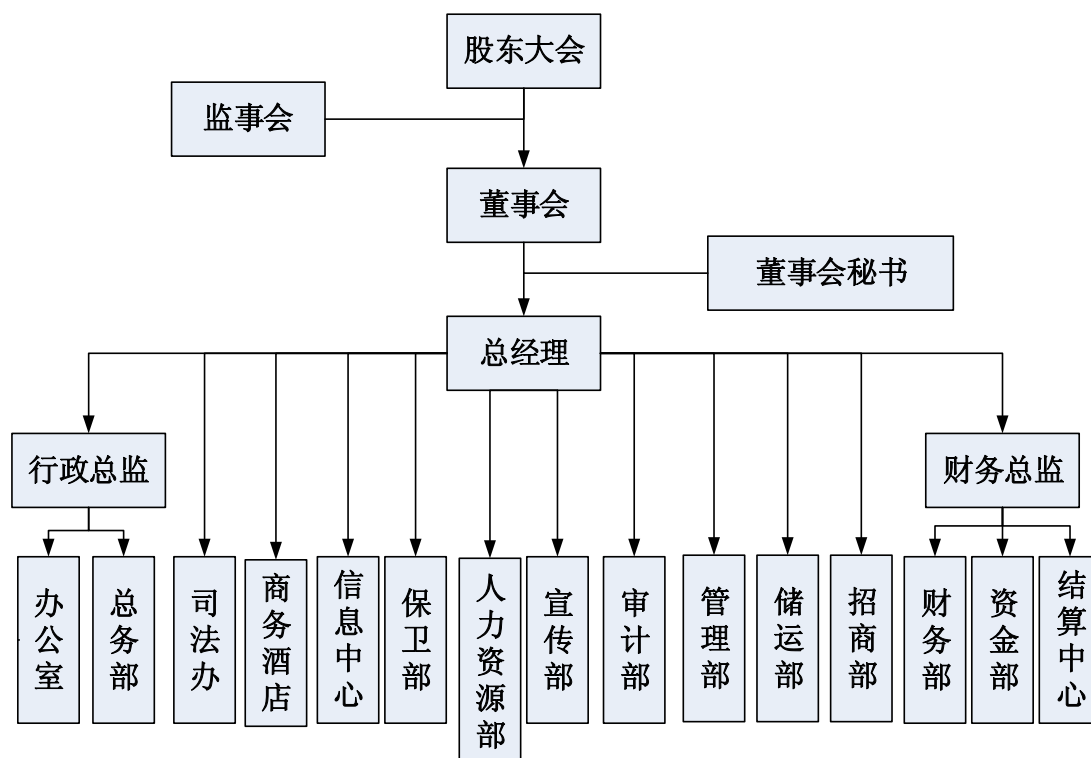 股东大会
监事会
董事会
董事会秘书
总经理
行政总监
财务总监
办公室
总务部
司法办
商务酒店
信息中心
保卫部
人力资源部
宣传部
审计部
管理部
储运部
招商部
财务部
资金部
结算中心